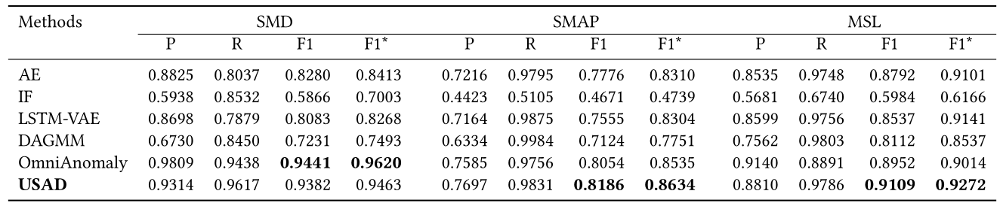 Methods SMD SMAP MSL
P R F1 F1* P R F1 F1* P R F1 F1*
AE 0.8825 0.8037 0.8280 0.8413 0.7216 0.9795 0.7776 0.8310 0.8535 0.9748 0.8792 0.9101
IF 0.5938 0.8532 0.5866 0.7003 0.4423 0.5105 0.4671 0.4739 0.5681 0.6740 0.5984 0.6166
LSTM-VAE 0.8698 0.7879 0.8083 0.8268 0.7164 0.9875 0.7555 0.8304 0.8599 0.9756 0.8537 0.9141
DAGMM 0.6730 0.8450 0.7231 0.7493 0.6334 0.9984 0.7124 0.7751 0.7562 0.9803 0.8112 0.8537
OmniAnomaly 0.9809 0.9438 0.9441 0.9620 0.7585 0.9756 0.8054 0.8535 0.9140 0.8891 0.8952 0.9014
USAD 0.9314 0.9617 0.9382 0.9463 0.7697 0.9831 0.8186 0.8634 0.8810 0.9786 0.9109 0.9272